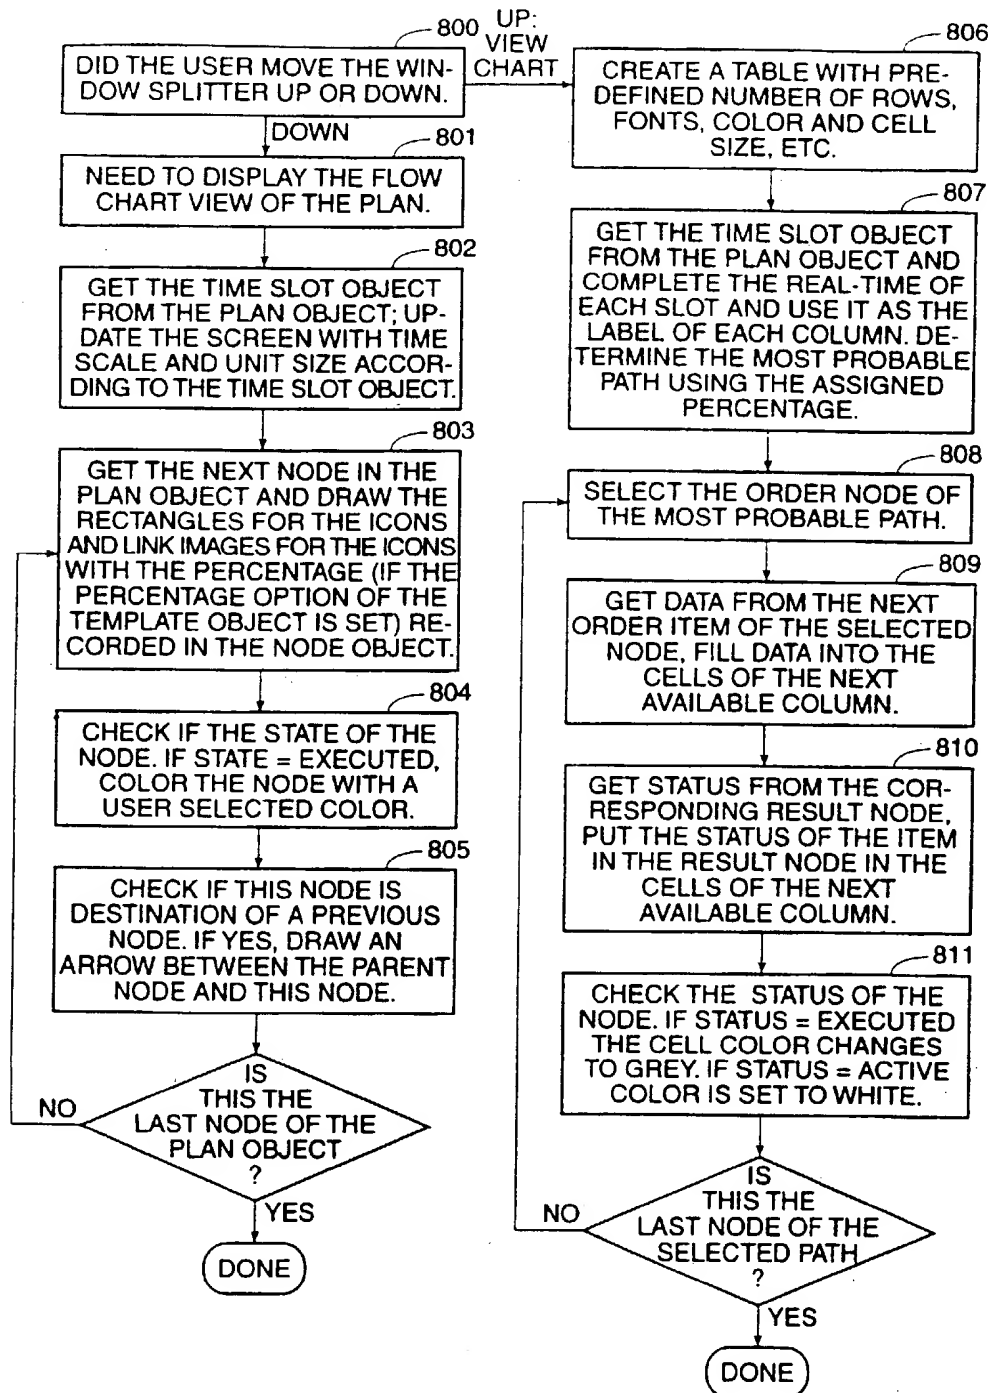 800
DID THE USER MOVE THE WIN-
DOW SPLITTER UP OR DOWN.
DOWN
801
NEED TO DISPLAY THE FLOW
CHART VIEW OF THE PLAN.
802
GET THE TIME SLOT OBJECT
FROM THE PLAN OBJECT; UP-
DATE THE SCREEN WITH TIME
SCALE AND UNIT SIZE ACCOR-
DING TO THE TIME SLOT OBJECT.
803
GET THE NEXT NODE IN THE
PLAN OBJECT AND DRAW THE
RECTANGLES FOR THE ICONS
AND LINK IMAGES FOR THE ICONS
WITH THE PERCENTAGE (IF THE
PERCENTAGE OPTION OF THE
TEMPLATE OBJECT IS SET) RE-
CORDED IN THE NODE OBJECT.
804
CHECK IF THE STATE OF THE
NODE. IF STATE = EXECUTED,
COLOR THE NODE WITH A
USER SELECTED COLOR.
805
CHECK IF THIS NODE IS
DESTINATION OF A PREVIOUS
NODE. IF YES, DRAW AN
ARROW BETWEEN THE PARENT
NODE AND THIS NODE.
IS
THIS THE
LAST NODE OF THE
PLAN OBJECT
?
NO
YES
DONE
UP:
VIEW
CHART
806
CREATE A TABLE WITH PRE-
DEFINED NUMBER OF ROWS,
FONTS, COLOR AND CELL
SIZE, ETC.
807
GET THE TIME SLOT OBJECT
FROM THE PLAN OBJECT AND
COMPLETE THE REAL-TIME OF
EACH SLOT AND USE IT AS THE
LABEL OF EACH COLUMN. DE-
TERMINE THE MOST PROBABLE
PATH USING THE ASSIGNED
PERCENTAGE.
808
SELECT THE ORDER NODE OF
THE MOST PROBABLE PATH.
809
GET DATA FROM THE NEXT
ORDER ITEM OF THE SELECTED
NODE, FILL DATA INTO THE
CELLS OF THE NEXT
AVAILABLE COLUMN.
810
GET STATUS FROM THE COR-
RESPONDING RESULT NODE,
PUT THE STATUS OF THE ITEM
IN THE RESULT NODE IN THE
CELLS OF THE NEXT
AVAILABLE COLUMN.
811
CHECK THE STATUS OF THE
NODE. IF STATUS = EXECUTED
THE CELL COLOR CHANGES
TO GREY. IF STATUS = ACTIVE
COLOR IS SET TO WHITE.
IS
THIS THE
LAST NODE OF THE
SELECTED PATH
?
NO
YES
DONE